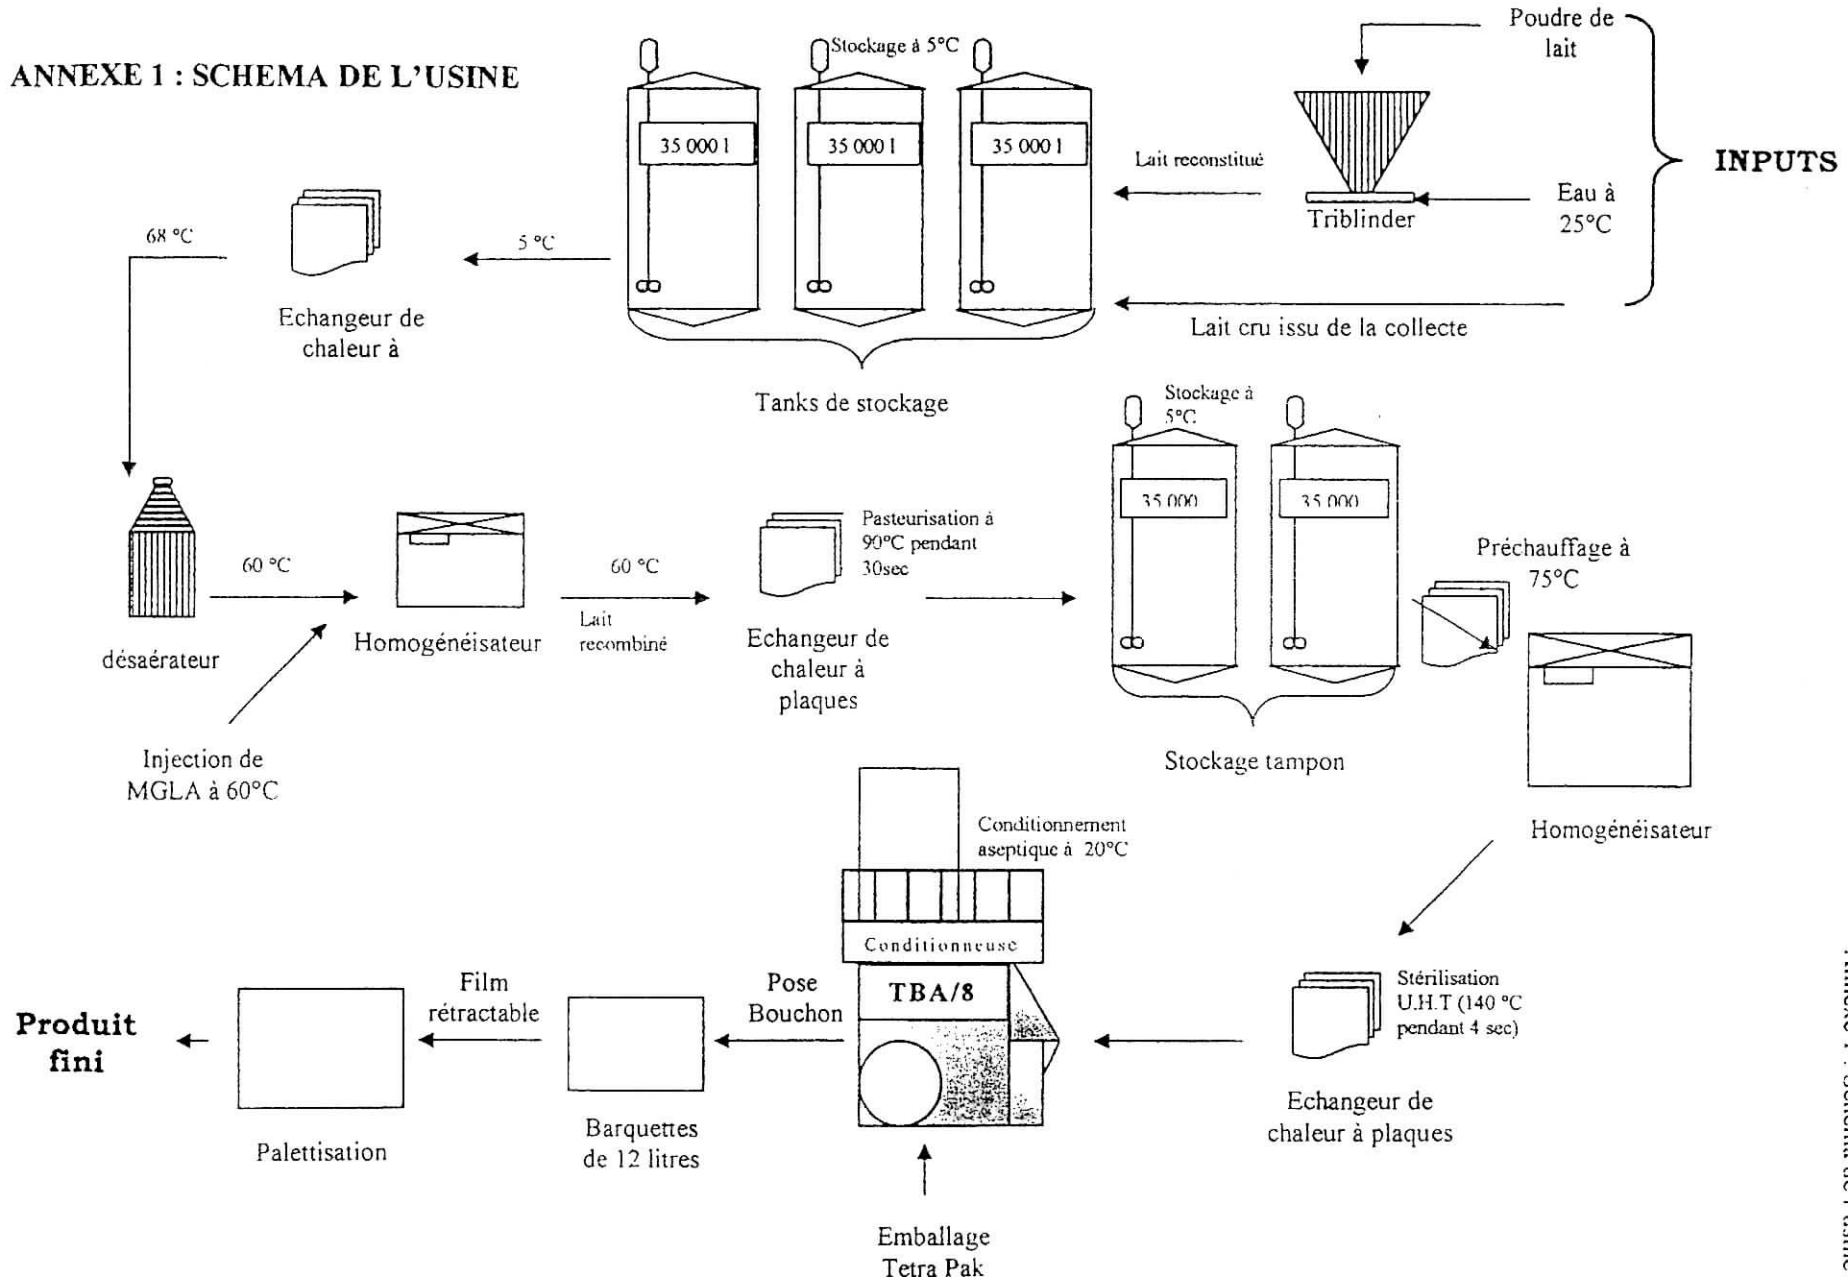 ANNEXE 1 : SCHEMA DE L'USINE
Stockage à 5°C
35 000 l
35 000 l
35 000 l
Poudre de
lait
INPUTS
Lait reconstitué
Triblinder
Eau à
25°C
Lait cru issu de la collecte
Tanks de stockage
5 °C
68 °C
Echangeur de
chaleur à
désaérateur
60 °C
Injection de
MGLA à 60°C
Homogénéisateur
60 °C
Lait
recombiné
Pasteurisation à
90°C pendant
30sec
Echangeur de
chaleur à
plaques
Stockage à
5°C
35 000
35 000
Stockage tampon
Préchauffage à
75°C
Homogénéisateur
Stérilisation
U.H.T (140 °C
pendant 4 sec)
Echangeur de
chaleur à plaques
Conditionnement
aseptique à 20°C
Conditionneuse
TBA/8
Emballage
Tetra Pak
Pose
Bouchon
Barquettes
de 12 litres
Film
rétractable
Palettisation
Produit
fini